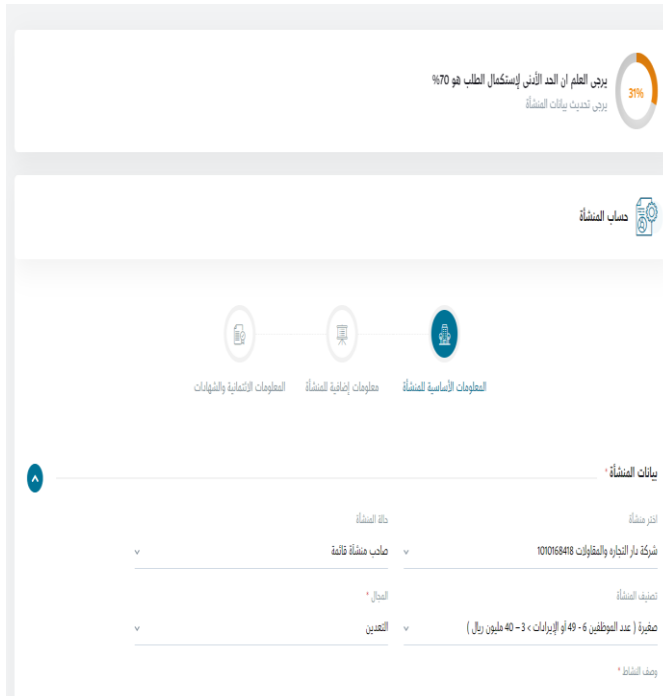 يرجى العلم ان الحد الأدنى لإستكمال الطلب هو 70%
31%
يرجى تحديث بيانات المنشأة
حساب المنشأة
المعلومات الأساسية للمنشأة
معلومات إضافية للمنشأة
المعلومات الائتمانية والشهادات
بيانات المنشأة *
اختر منشأة
حالة المنشأة
شركة دار التجاره والمقاولات 1010168418
صاحب منشأة قائمة
تصنيف المنشأة
المجال *
صغيرة ( عدد الموظفين 6 - 49 او الإيرادات > 3 – 40 مليون ريال )
التعدين
وصف النشاط *